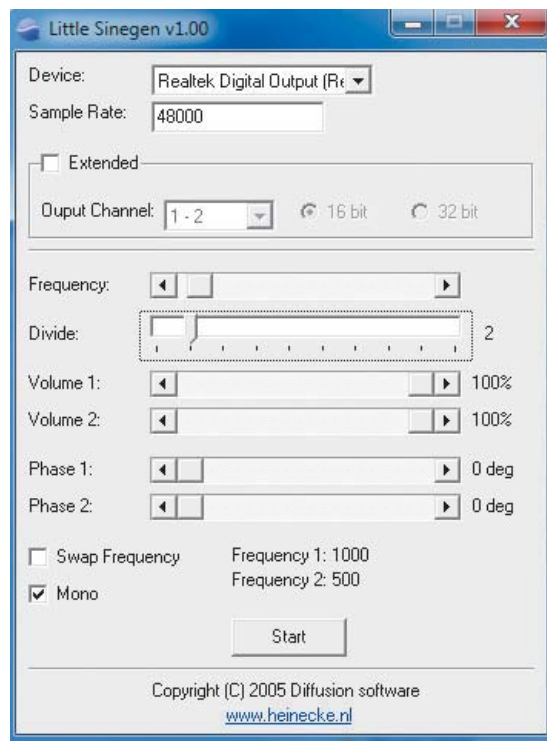 Little Sinegen v1.00
Device: Realtek Digital Output (Re
Sample Rate: 48000
Extended
Ouput Channel: 1 - 2 16 bit 32 bit
Frequency:
Divide: 2
Volume 1: 100%
Volume 2: 100%
Phase 1: 0 deg
Phase 2: 0 deg
Swap Frequency Frequency 1: 1000
Frequency 2: 500
Mono
Start
Copyright (C) 2005 Diffusion software
www.heinecke.nl